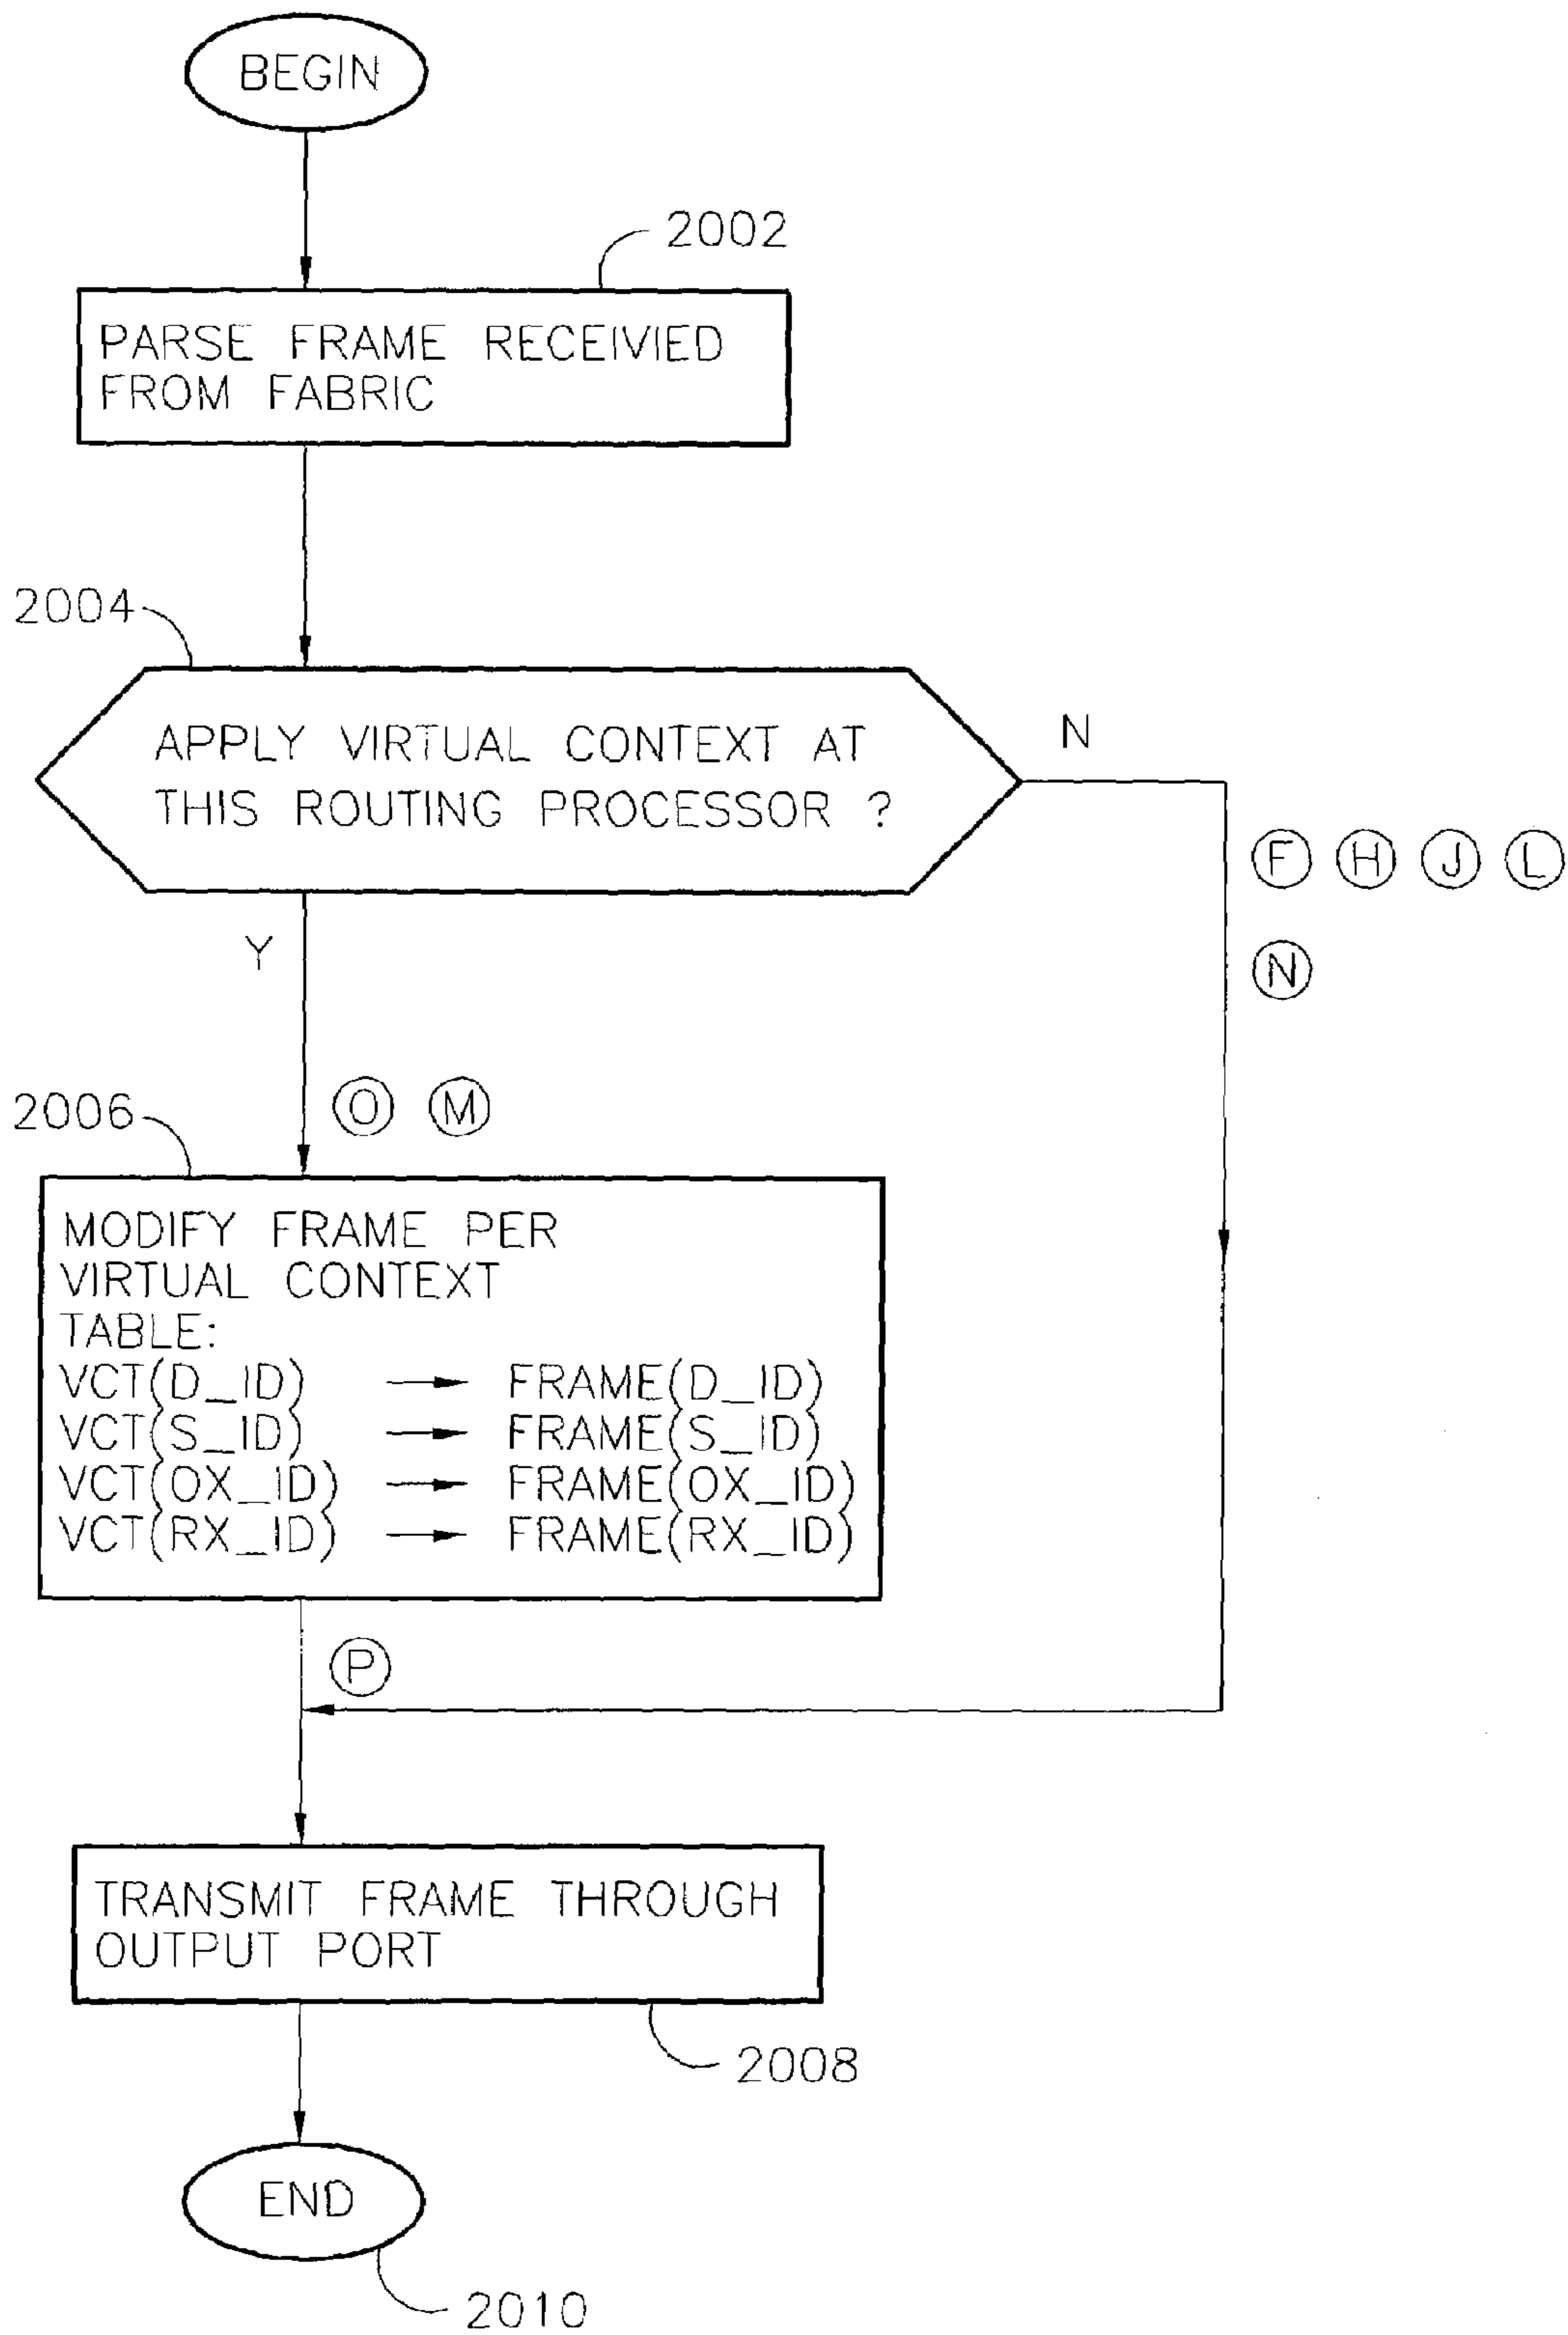 BEGIN
2002
PARSE FRAME RECEIVIED
FROM FABRIC
2004
APPLY VIRTUAL CONTEXT AT
THIS ROUTING PROCESSOR ?
N
F H J L
N
Y
O M
2006
MODIFY FRAME PER
VIRTUAL CONTEXT
TABLE:
VCT(D_ID) → FRAME(D_ID)
VCT(S_ID) → FRAME(S_ID)
VCT(OX_ID) → FRAME(OX_ID)
VCT(RX_ID) → FRAME(RX_ID)
P
TRANSMIT FRAME THROUGH
OUTPUT PORT
2008
END
2010